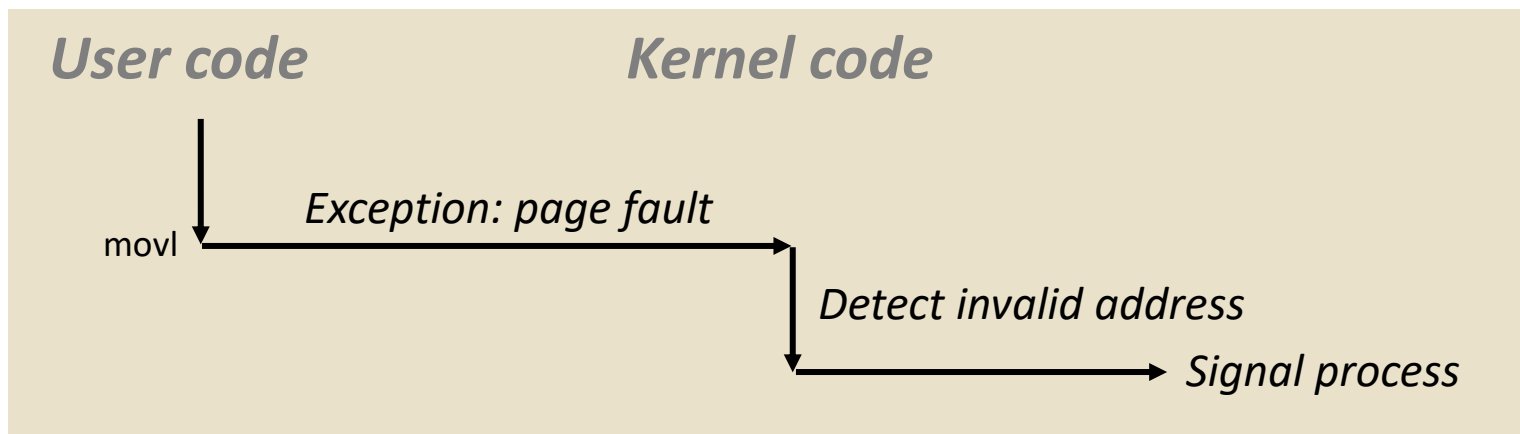 User code
Kernel code
Exception: page fault
movl
Detect invalid address
Signal process